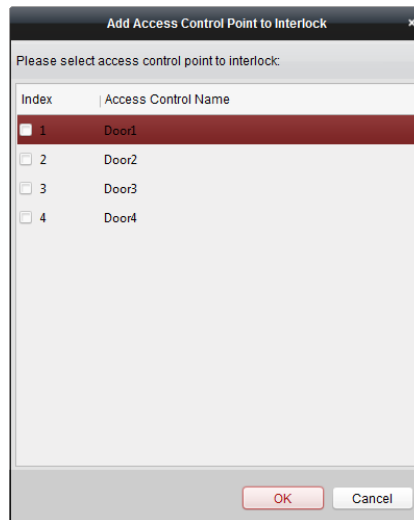 Add Access Control Point to Interlock ×
Please select access control point to interlock:
Index Access Control Name
1 Door1
2 Door2
3 Door3
4 Door4
OK Cancel